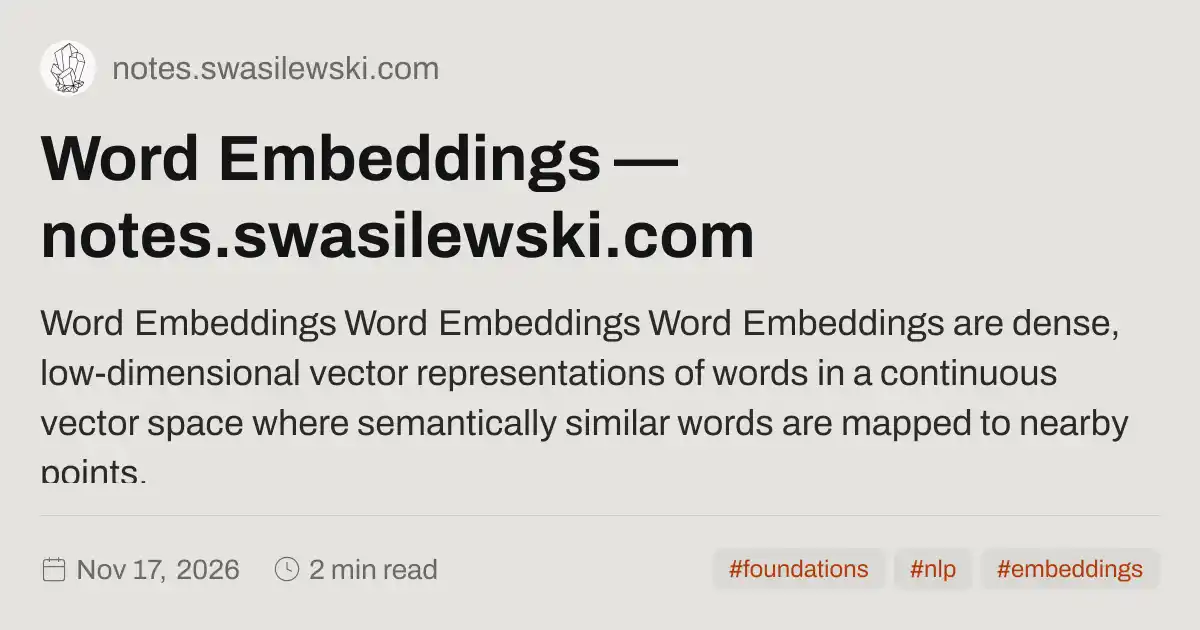 notes.swasilewski.com
Word Embeddings —
notes.swasilewski.com
Word Embeddings Word Embeddings Word Embeddings are dense,
low-dimensional vector representations of words in a continuous
vector space where semantically similar words are mapped to nearby
points.
Nov 17, 2026
2 min read
#foundations
#nlp
#embeddings